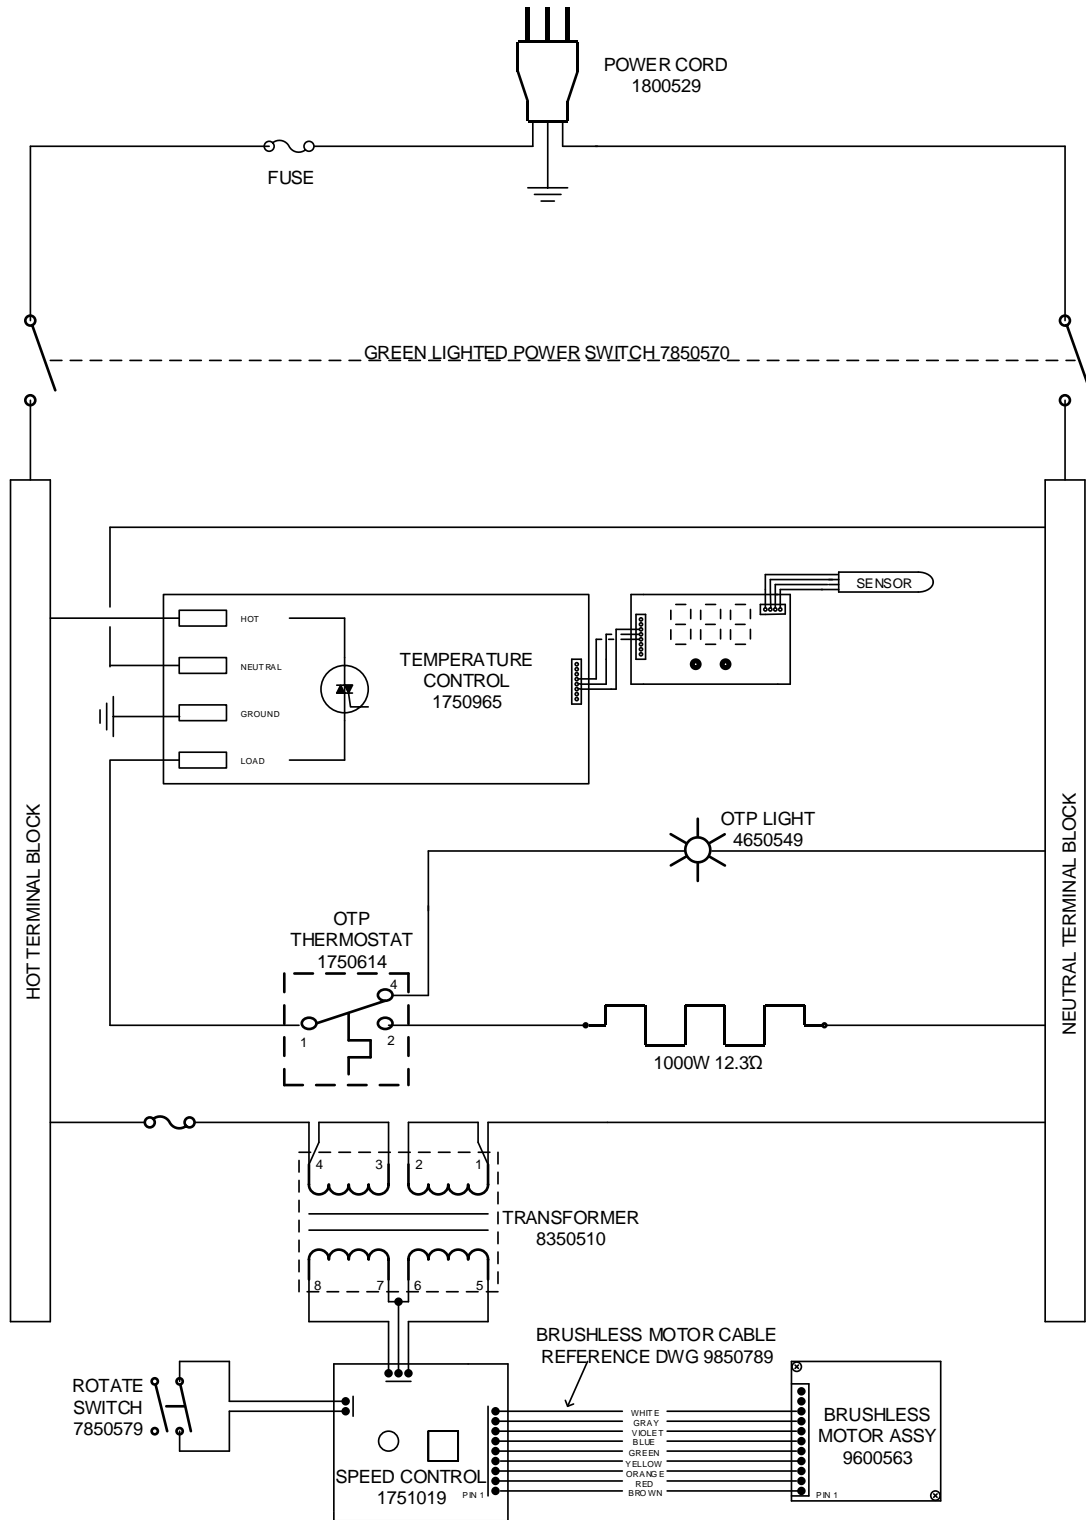 POWER CORD
1800529
FUSE
GREEN LIGHTED POWER SWITCH 7850570
SENSOR
HOT
NEUTRAL
GROUND
LOAD
TEMPERATURE
CONTROL
1750965
HOT TERMINAL BLOCK
NEUTRAL TERMINAL BLOCK
OTP LIGHT
4650549
OTP
THERMOSTAT
1750614
4
1
2
1000W 12.3Ω
4 3 2 1
TRANSFORMER
8350510
8 7 6 5
BRUSHLESS MOTOR CABLE
REFERENCE DWG 9850789
ROTATE
SWITCH
7850579
WHITE
GRAY
VIOLET
BLUE
GREEN
YELLOW
ORANGE
RED
BROWN
SPEED CONTROL
1751019
PIN 1
BRUSHLESS
MOTOR ASSY
9600563
PIN 1